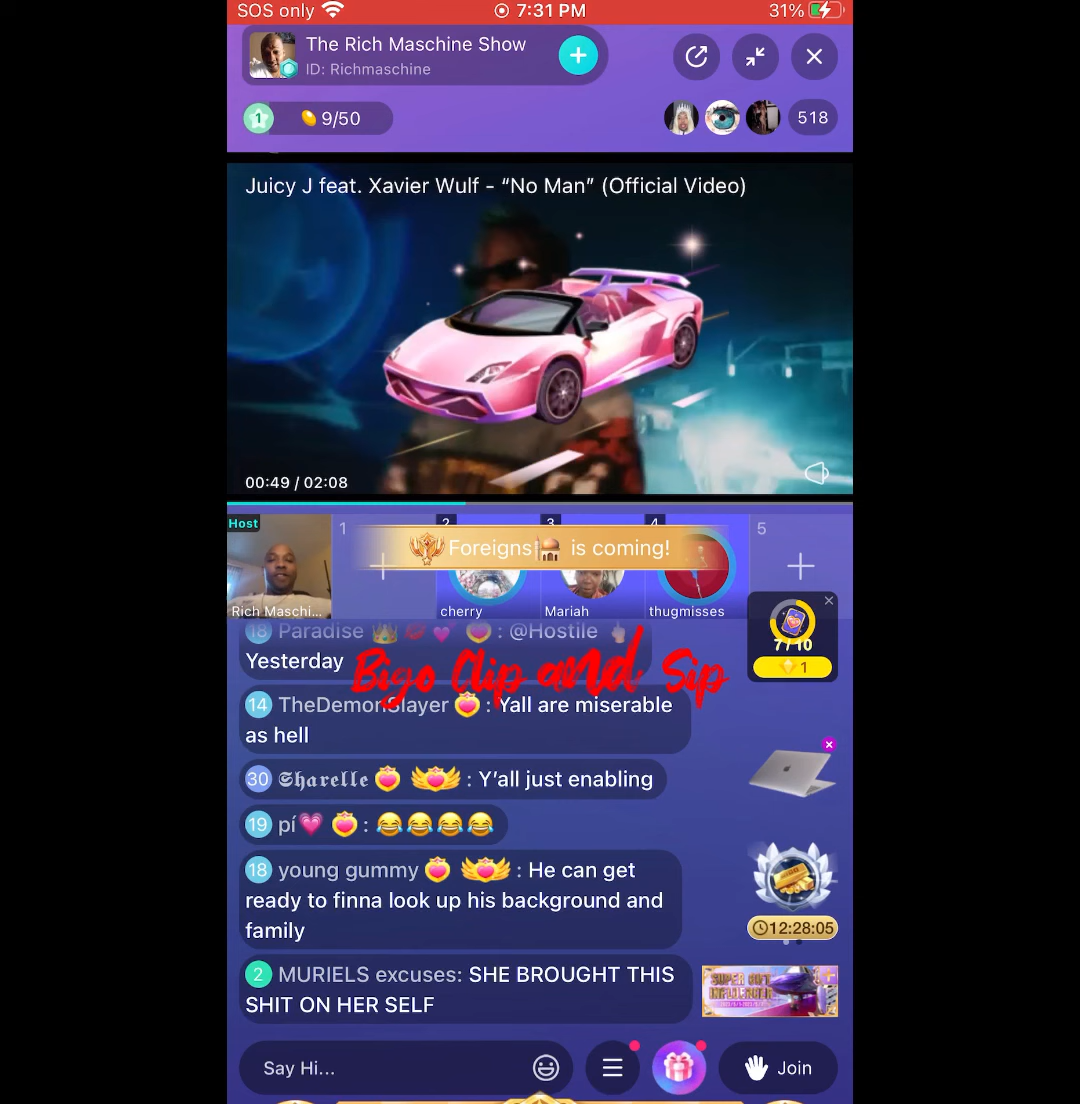 SOS only 7:31 PM 31%
The Rich Maschine Show
ID: Richmaschine
1 9/50 518
Juicy J feat. Xavier Wulf - “No Man” (Official Video)
00:49 / 02:08
Host 1 2 3 4 5
Foreigns🕌 is coming!
Rich Maschi... cherry Mariah thugmisses
7/10
1
18 Paradise 👑 💋 💕 : @Hostile 🖕🏻
Yesterday
Bigo Clip and Sip
14 TheDemonSlayer : Yall are miserable
as hell
30 𝕾𝖍𝖆𝖗𝖊𝖑𝖑𝖊 : Y’all just enabling
19 pí💗 : 😂😂😂😂
18 young gummy : He can get
ready to finna look up his background and
family
12:28:05
2 MURIELS excuses: SHE BROUGHT THIS
SHIT ON HER SELF
Say Hi... Join